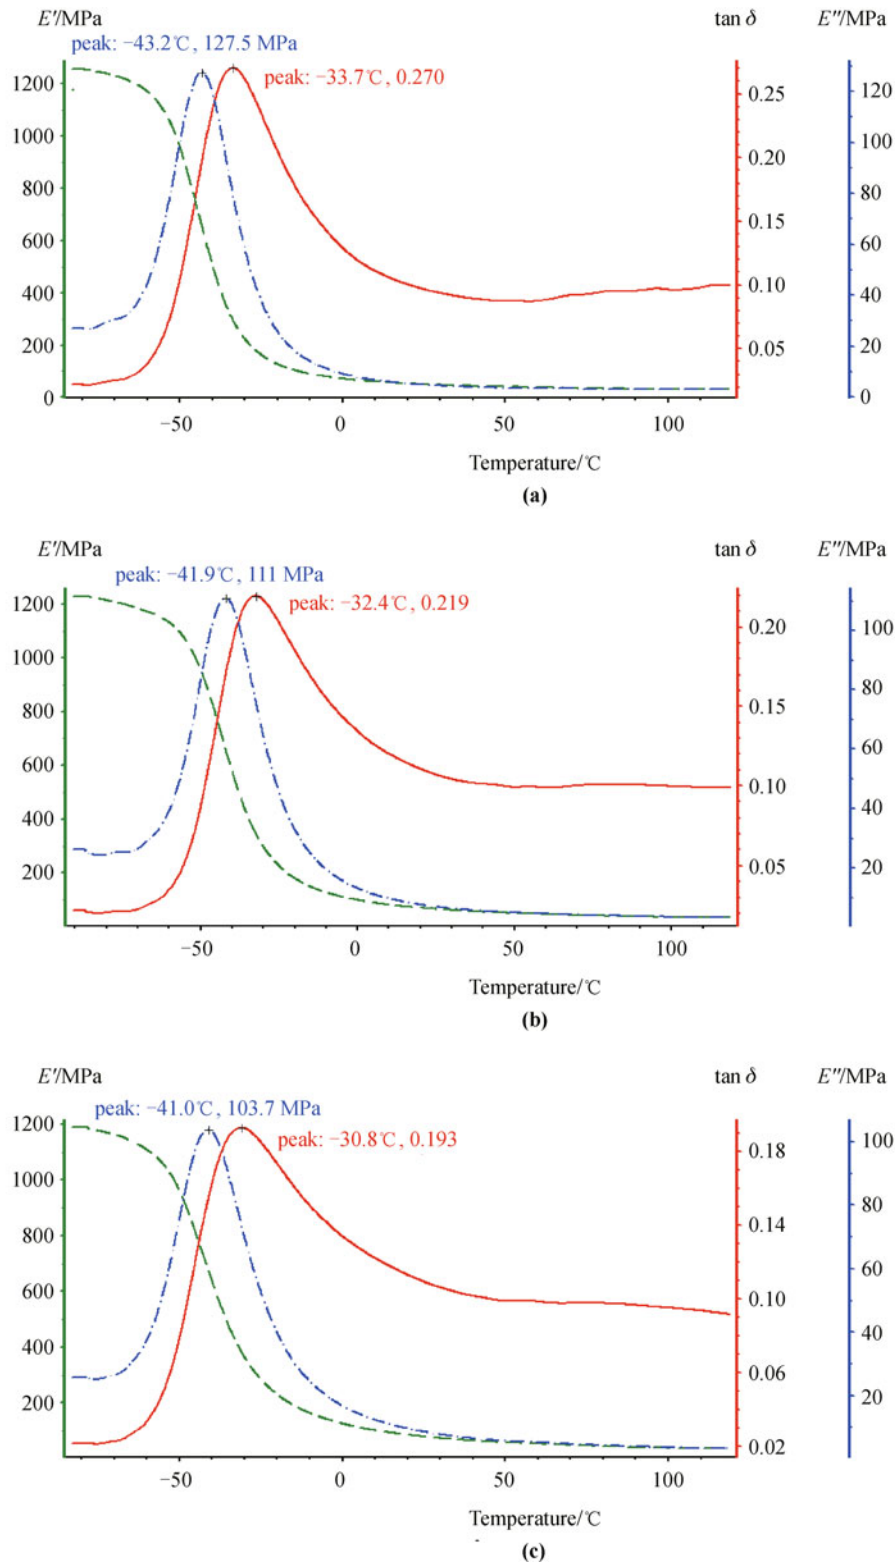 E′/MPa tan δ E″/MPa
peak: −43.2℃, 127.5 MPa
peak: −33.7℃, 0.270
1200
1000
800
600
400
200
0
0.25
0.20
0.15
0.10
0.05
120
100
80
60
40
20
0
−50 0 50 100
Temperature/℃
(a)
E′/MPa tan δ E″/MPa
peak: −41.9℃, 111 MPa
peak: −32.4℃, 0.219
1200
1000
800
600
400
200
0.20
0.15
0.10
0.05
100
80
60
40
20
−50 0 50 100
Temperature/℃
(b)
E′/MPa tan δ E″/MPa
peak: −41.0℃, 103.7 MPa
peak: −30.8℃, 0.193
1200
1000
800
600
400
200
0.18
0.14
0.10
0.06
0.02
100
80
60
40
20
−50 0 50 100
Temperature/℃
(c)